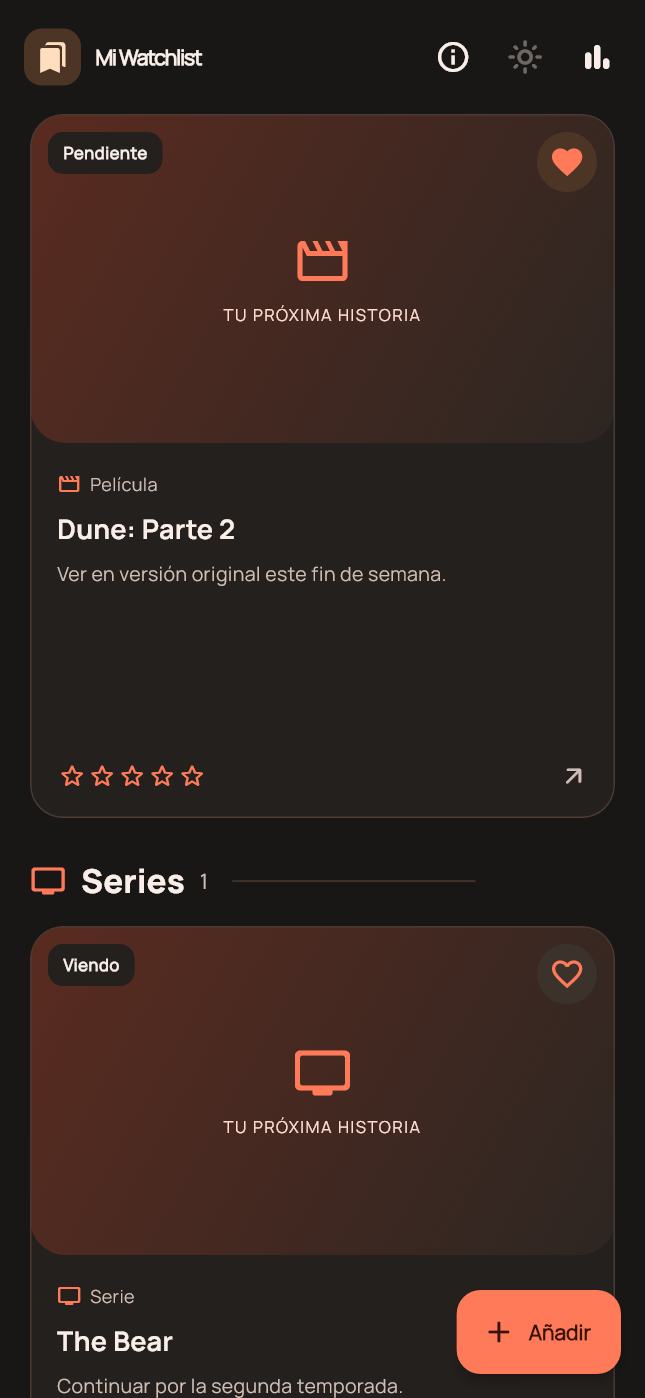 Mi Watchlist
Pendiente
TU PRÓXIMA HISTORIA
Película
Dune: Parte 2
Ver en versión original este fin de semana.
Series 1
Viendo
TU PRÓXIMA HISTORIA
Serie
The Bear
Añadir
Continuar por la segunda temporada.